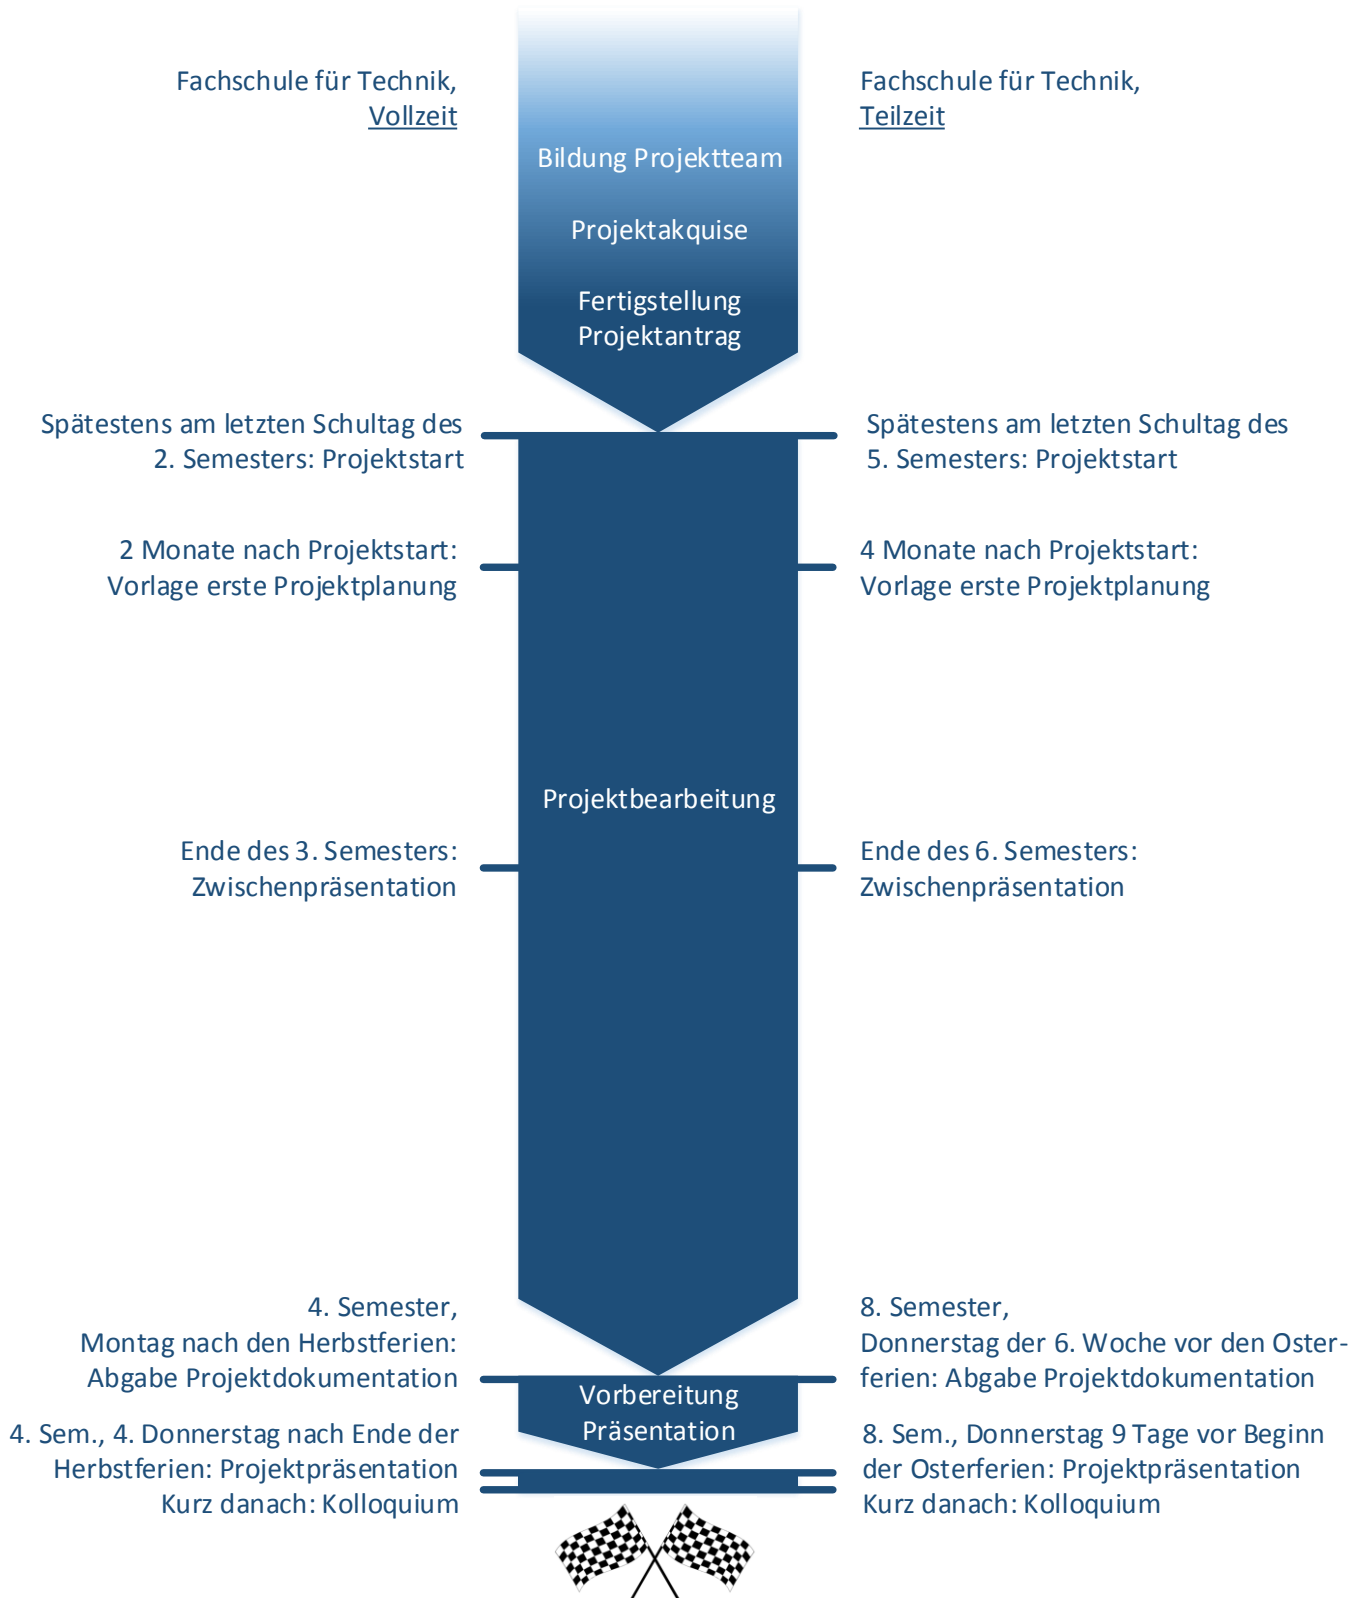 Fachschule für Technik,
Vollzeit
Fachschule für Technik,
Teilzeit
Bildung Projektteam
Projektakquise
Fertigstellung
Projektantrag
Spätestens am letzten Schultag des
2. Semesters: Projektstart
Spätestens am letzten Schultag des
5. Semesters: Projektstart
2 Monate nach Projektstart:
Vorlage erste Projektplanung
4 Monate nach Projektstart:
Vorlage erste Projektplanung
Projektbearbeitung
Ende des 3. Semesters:
Zwischenpräsentation
Ende des 6. Semesters:
Zwischenpräsentation
4. Semester,
Montag nach den Herbstferien:
Abgabe Projektdokumentation
8. Semester,
Donnerstag der 6. Woche vor den Oster-
ferien: Abgabe Projektdokumentation
Vorbereitung
Präsentation
4. Sem., 4. Donnerstag nach Ende der
Herbstferien: Projektpräsentation
Kurz danach: Kolloquium
8. Sem., Donnerstag 9 Tage vor Beginn
der Osterferien: Projektpräsentation
Kurz danach: Kolloquium